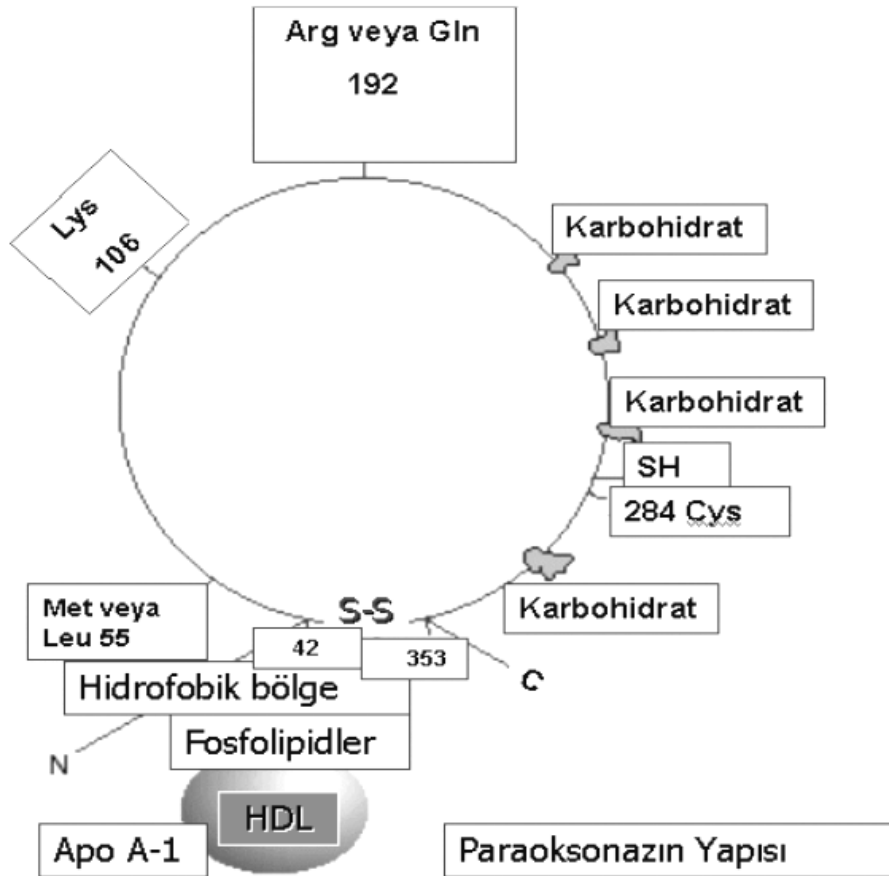 Arg veya Gln
192
Lys
106
Karbohidrat
Karbohidrat
Karbohidrat
SH
284 Cys
Karbohidrat
Met veya
Leu 55
S-S
42
353
C
Hidrofobik bölge
Fosfolipidler
N
HDL
Apo A-1
Paraoksonazın Yapısı